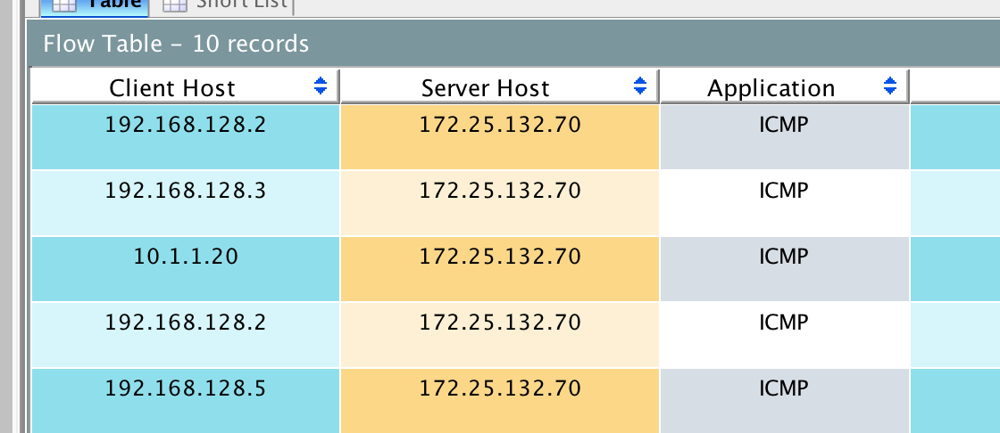 Table Short List
Flow Table – 10 records
Client Host Server Host Application
192.168.128.2 172.25.132.70 ICMP
192.168.128.3 172.25.132.70 ICMP
10.1.1.20 172.25.132.70 ICMP
192.168.128.2 172.25.132.70 ICMP
192.168.128.5 172.25.132.70 ICMP